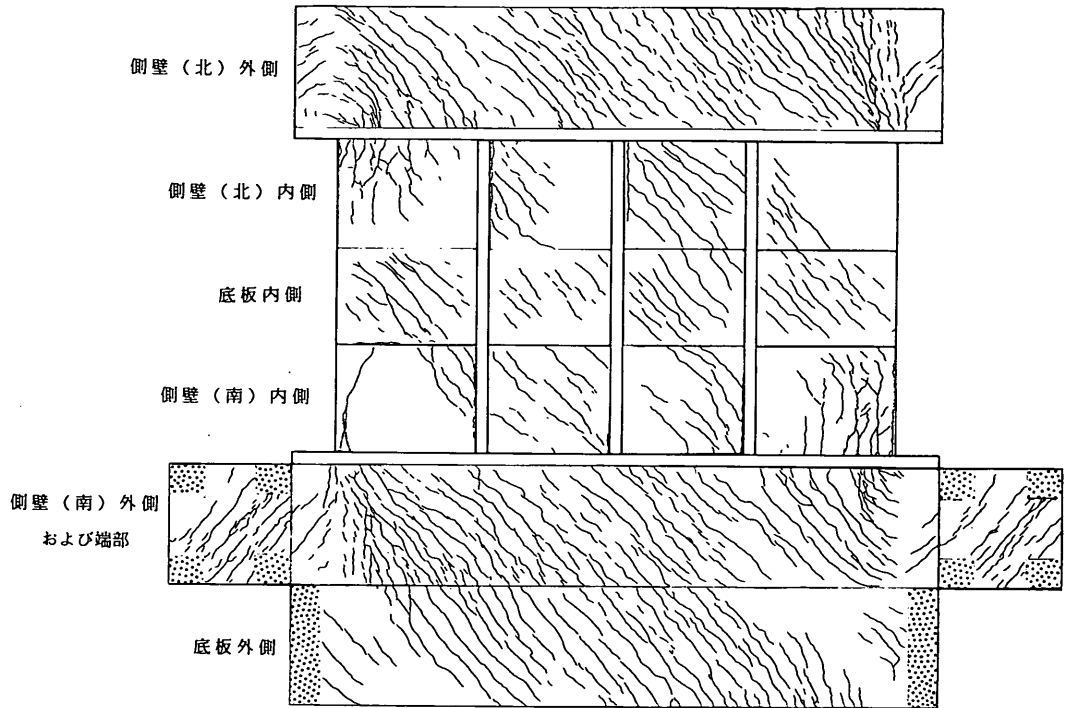 側壁（北）外側
側壁（北）内側
底板内側
側壁（南）内側
側壁（南）外側
および端部
底板外側